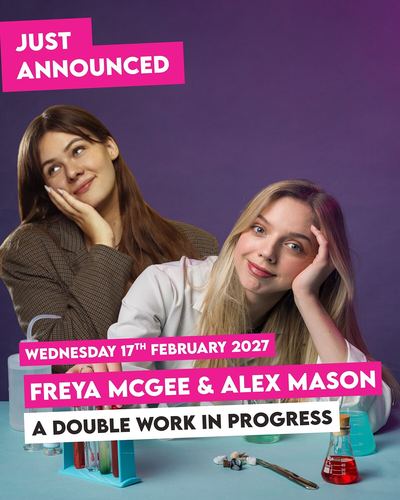 JUST
ANNOUNCED
WEDNESDAY 17TH FEBRUARY 2027
FREYA MCGEE & ALEX MASON
A DOUBLE WORK IN PROGRESS